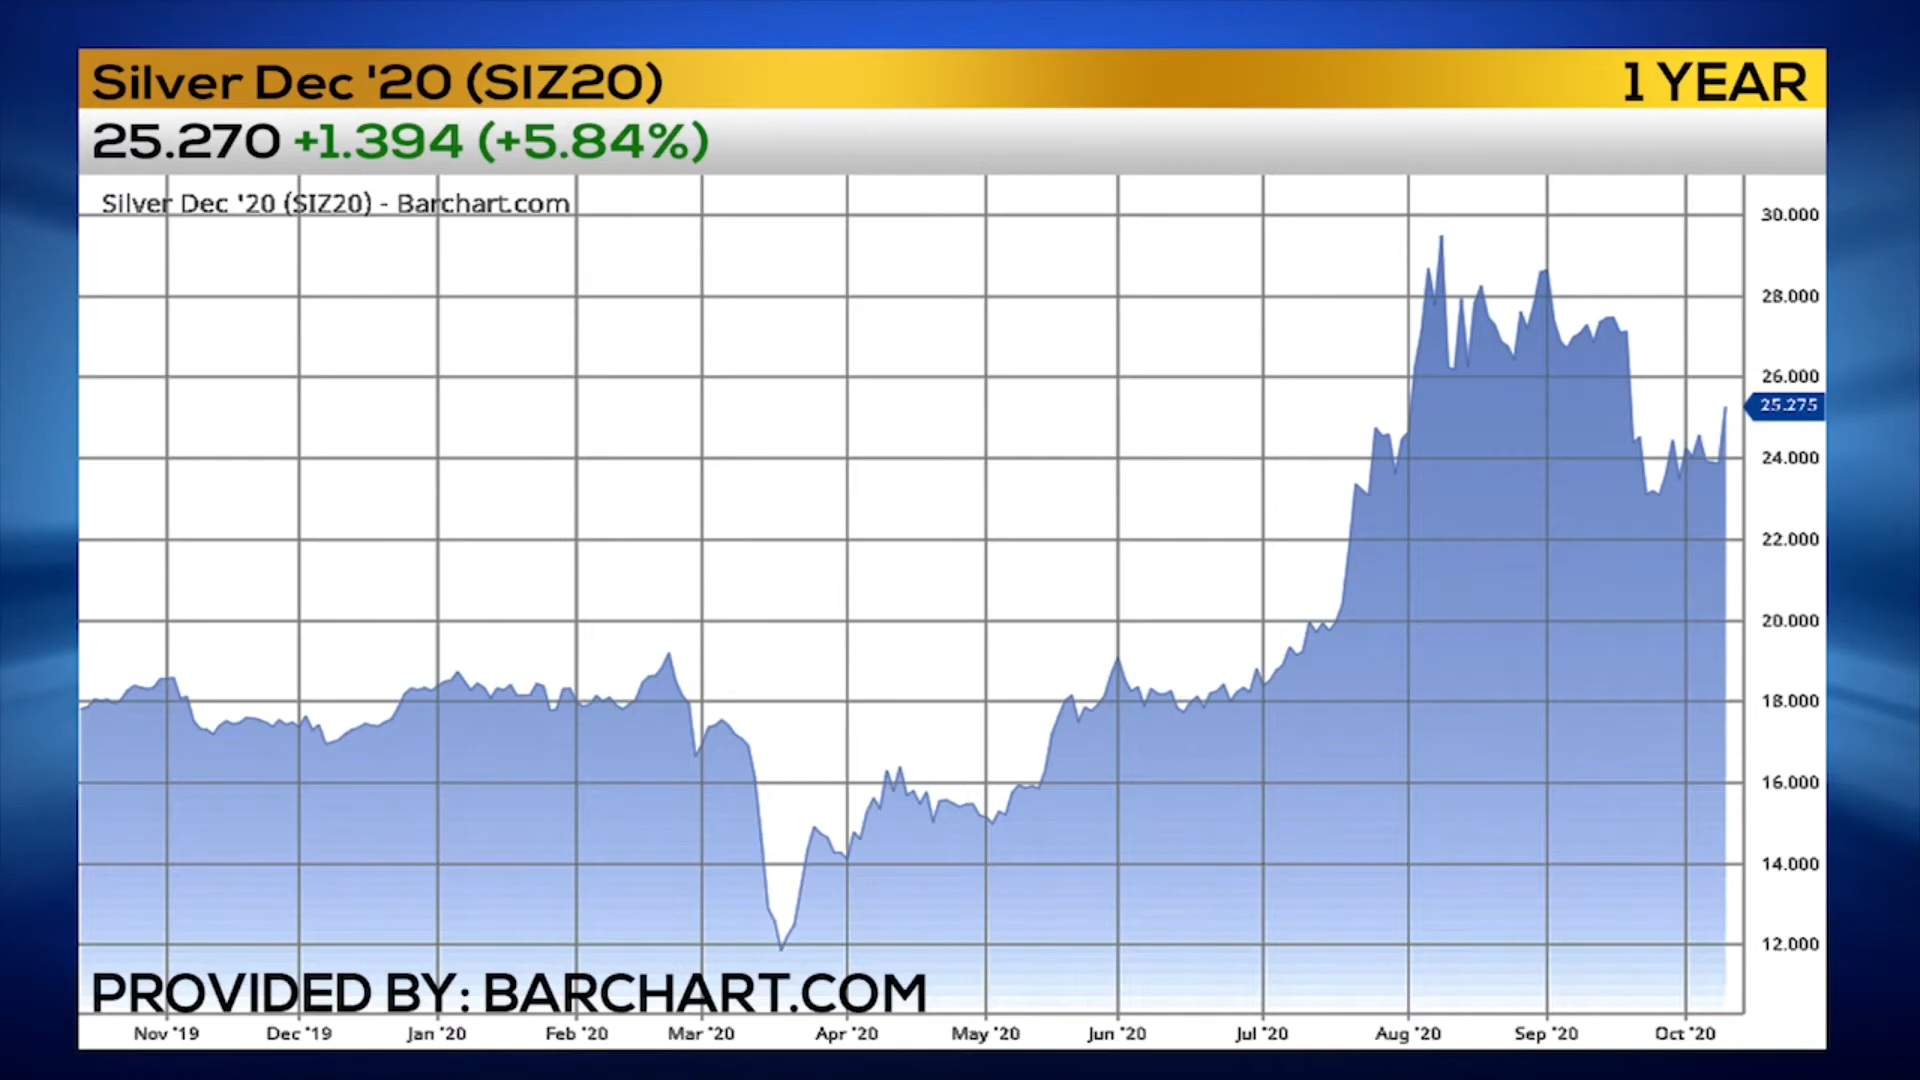 Silver Dec '20 (SIZ20)
1 YEAR
25.270 +1.394 (+5.84%)
Silver Dec '20 (SIZ20) - Barchart.com
30.000
28.000
26.000
25.275
24.000
22.000
20.000
18.000
16.000
14.000
12.000
PROVIDED BY: BARCHART.COM
Nov '19 Dec '19 Jan '20 Feb '20 Mar '20 Apr '20 May '20 Jun '20 Jul '20 Aug '20 Sep '20 Oct '20